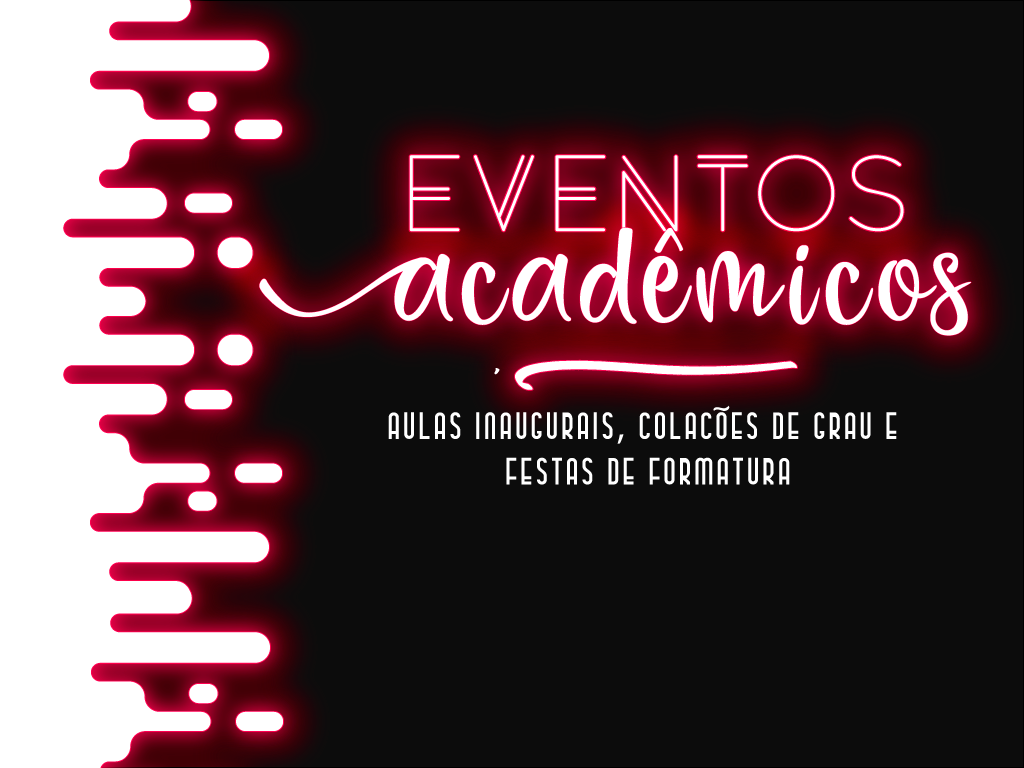 EVENTOS
acadêmicos
AULAS INAUGURAIS, COLACÕES DE GRAU E
FESTAS DE FORMATURA